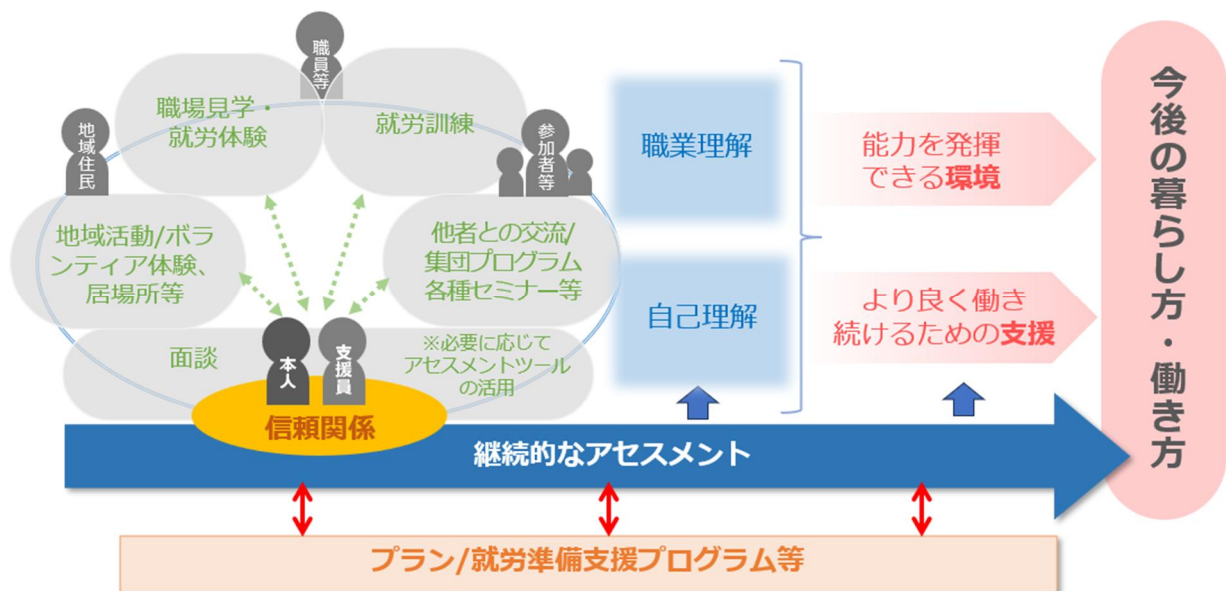 職員等
職場見学・
就労体験
就労訓練
地域住民
参加者等
地域活動/ボラ
ンティア体験、
居場所等
他者との交流/
集団プログラム
各種セミナー等
面談
本人
支援員
※必要に応じて
アセスメントツール
の活用
信頼関係
職業理解
自己理解
能力を発揮
できる環境
より良く働き
続けるための支援
今後の暮らし方・働き方
継続的なアセスメント
プラン/就労準備支援プログラム等